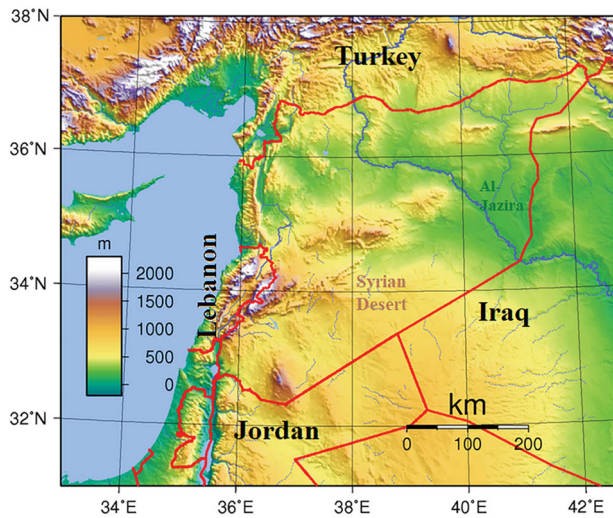 38°N
Turkey
36°N
Al-
Jazira
m
2000
1500
1000
500
0
Lebanon
34°N
Syrian
Desert
Iraq
32°N
Jordan
km
0 100 200
34°E 36°E 38°E 40°E 42°E